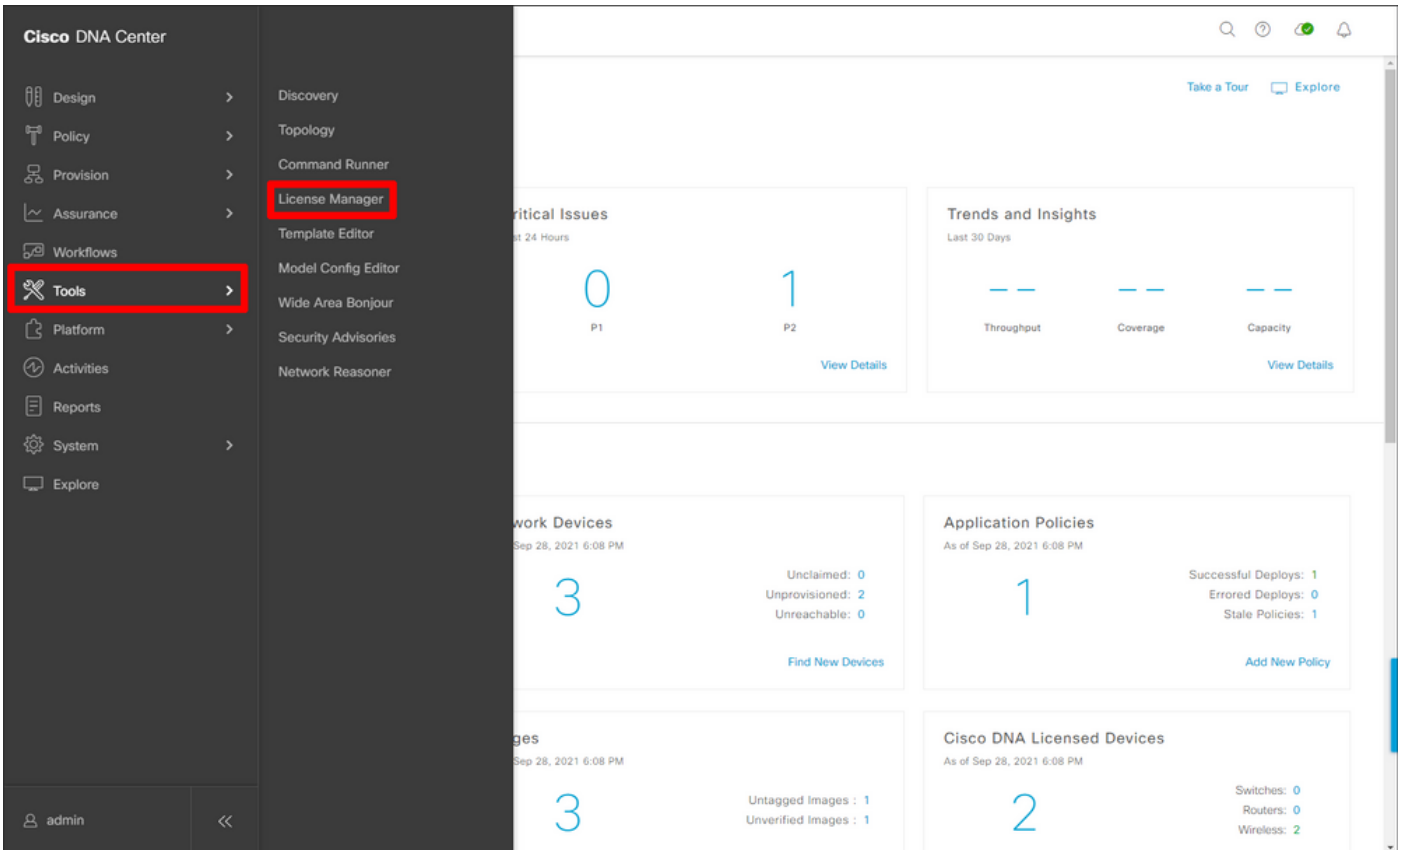 Cisco DNA Center
Design
Policy
Provision
Assurance
Workflows
Tools
Platform
Activities
Reports
System
Explore
admin
Discovery
Topology
Command Runner
License Manager
Template Editor
Model Config Editor
Wide Area Bonjour
Security Advisories
Network Reasoner
Take a Tour Explore
ritical Issues
st 24 Hours
0 1
P1 P2
View Details
Trends and Insights
Last 30 Days
-- -- --
Throughput Coverage Capacity
View Details
work Devices
Sep 28, 2021 6:08 PM
3
Unclaimed: 0
Unprovisioned: 2
Unreachable: 0
Find New Devices
Application Policies
As of Sep 28, 2021 6:08 PM
1
Successful Deploys: 1
Errored Deploys: 0
Stale Policies: 1
Add New Policy
ges
Sep 28, 2021 6:08 PM
3
Untagged Images : 1
Unverified Images : 1
Cisco DNA Licensed Devices
As of Sep 28, 2021 6:08 PM
2
Switches: 0
Routers: 0
Wireless: 2